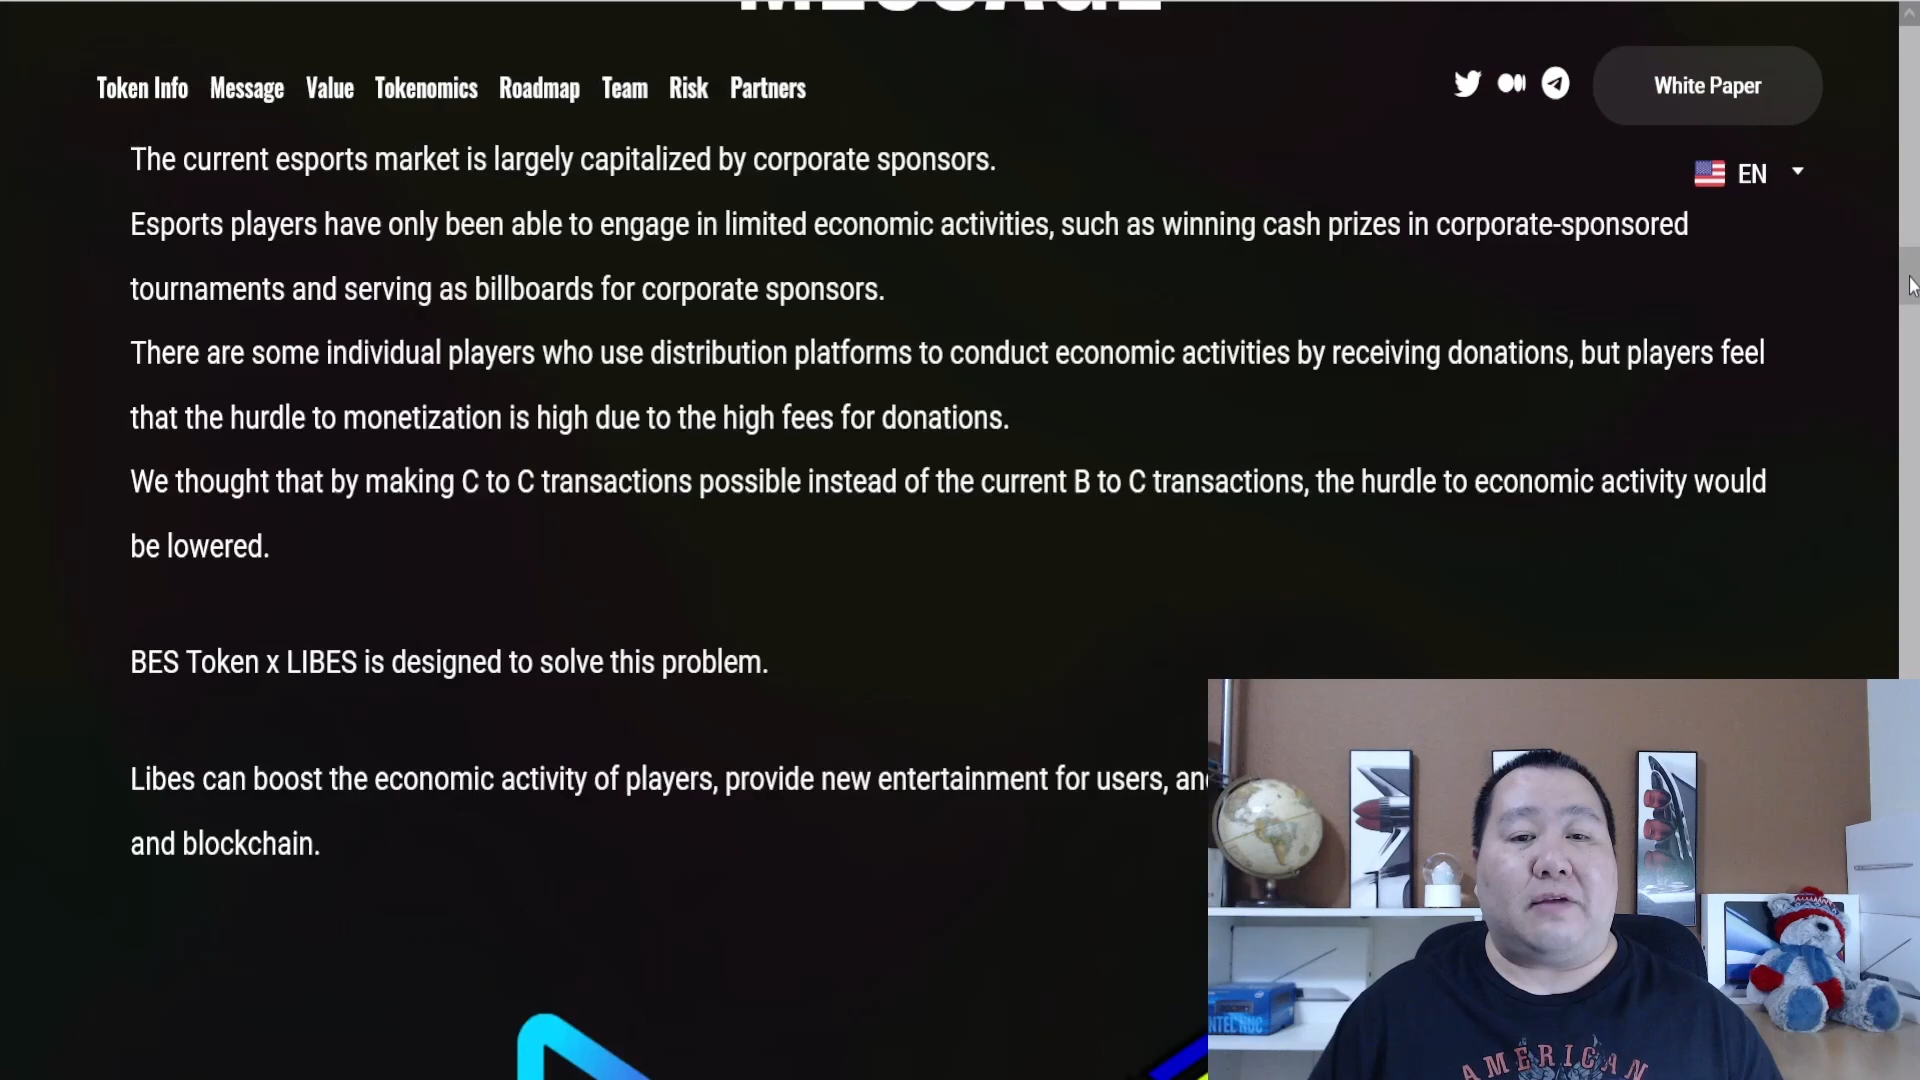 MESSAGE
Token Info Message Value Tokenomics Roadmap Team Risk Partners
White Paper
EN
The current esports market is largely capitalized by corporate sponsors.
Esports players have only been able to engage in limited economic activities, such as winning cash prizes in corporate-sponsored
tournaments and serving as billboards for corporate sponsors.
There are some individual players who use distribution platforms to conduct economic activities by receiving donations, but players feel
that the hurdle to monetization is high due to the high fees for donations.
We thought that by making C to C transactions possible instead of the current B to C transactions, the hurdle to economic activity would
be lowered.
BES Token x LIBES is designed to solve this problem.
Libes can boost the economic activity of players, provide new entertainment for users, and
and blockchain.
INTEL NUC
AMERICAN